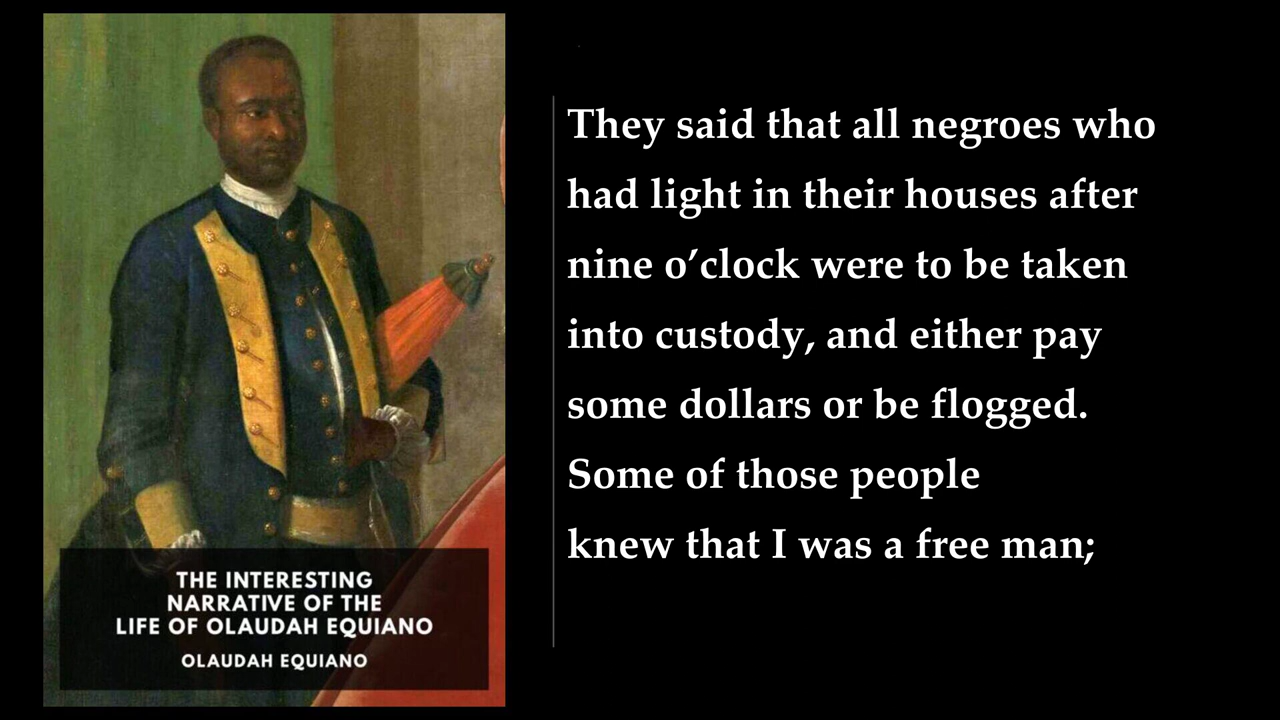 THE INTERESTING
NARRATIVE OF THE
LIFE OF OLAUDAH EQUIANO
OLAUDAH EQUIANO
They said that all negroes who
had light in their houses after
nine o’clock were to be taken
into custody, and either pay
some dollars or be flogged.
Some of those people
knew that I was a free man;